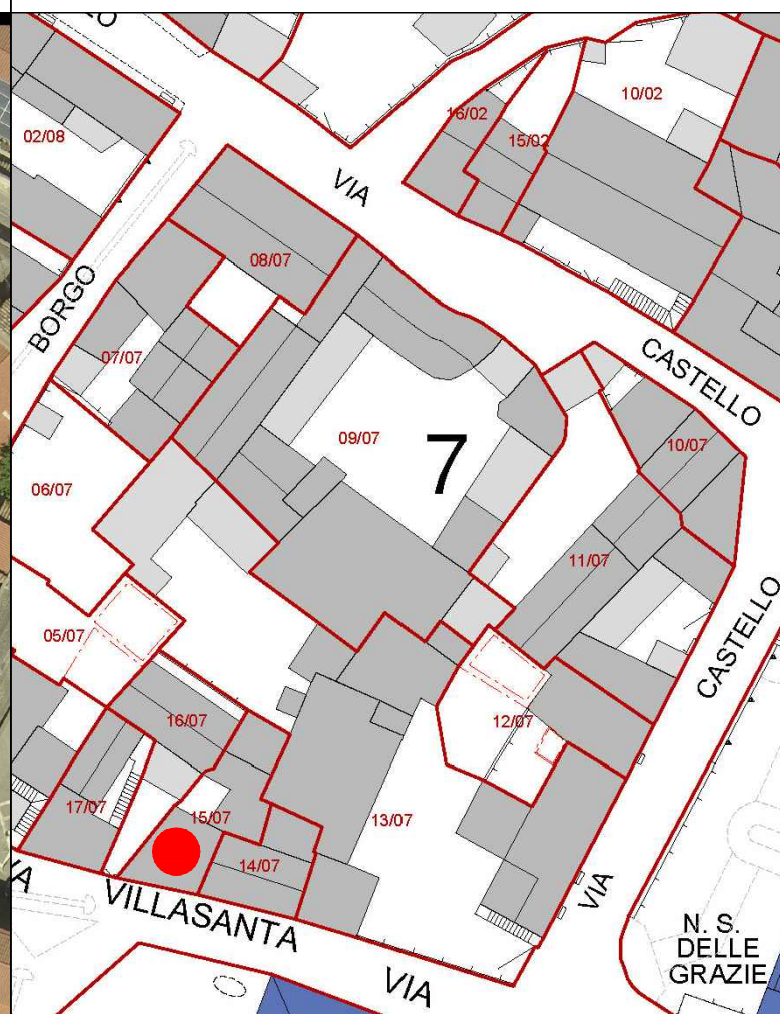 16/02
10/02
15/02
02/08
VIA
08/07
BORGO
07/07
CASTELLO
09/07
7
10/07
06/07
11/07
CASTELLO
05/07
16/07
12/07
17/07
15/07
13/07
14/07
VILLASANTA
VIA
VIA
N. S.
DELLE
GRAZIE